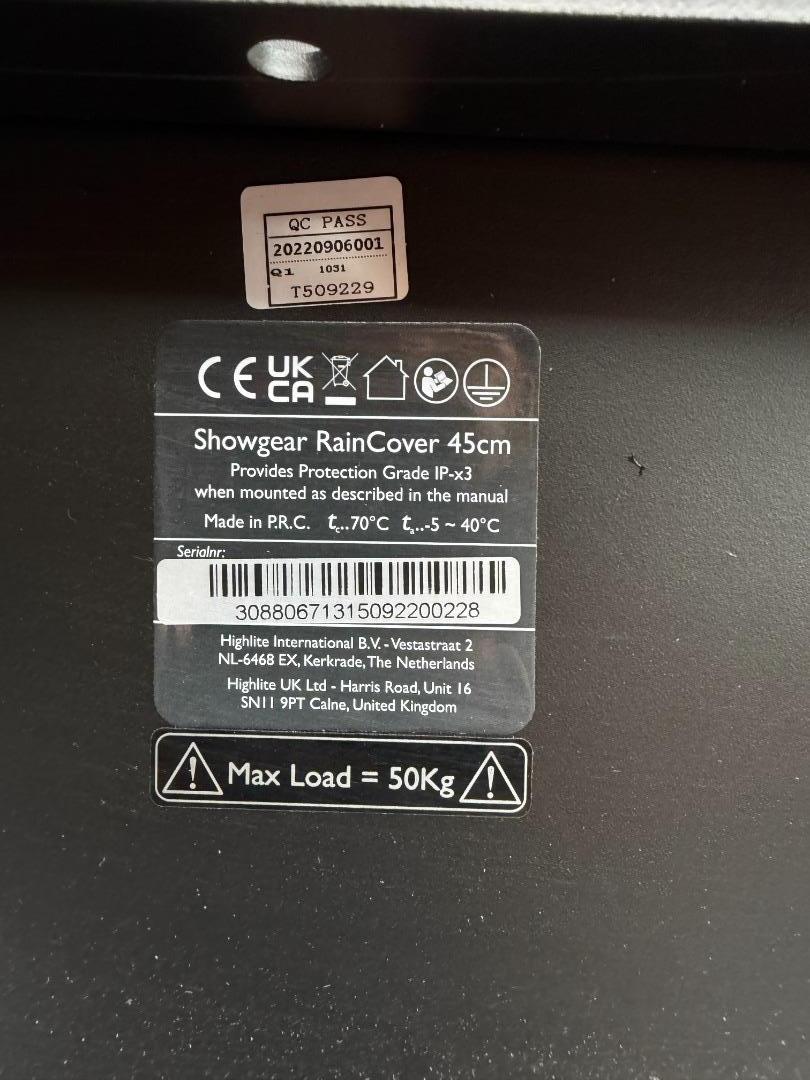 QC PASS
20220906001
Q1 1031
T509229
CE UK CA
Showgear RainCover 45cm
Provides Protection Grade IP-x3
when mounted as described in the manual
Made in P.R.C. tc..70°C ta..-5 ~ 40°C
Serialnr:
30880671315092200228
Highlite International B.V. - Vestastraat 2
NL-6468 EX, Kerkrade, The Netherlands
Highlite UK Ltd - Harris Road, Unit 16
SN11 9PT Calne, United Kingdom
Max Load = 50Kg